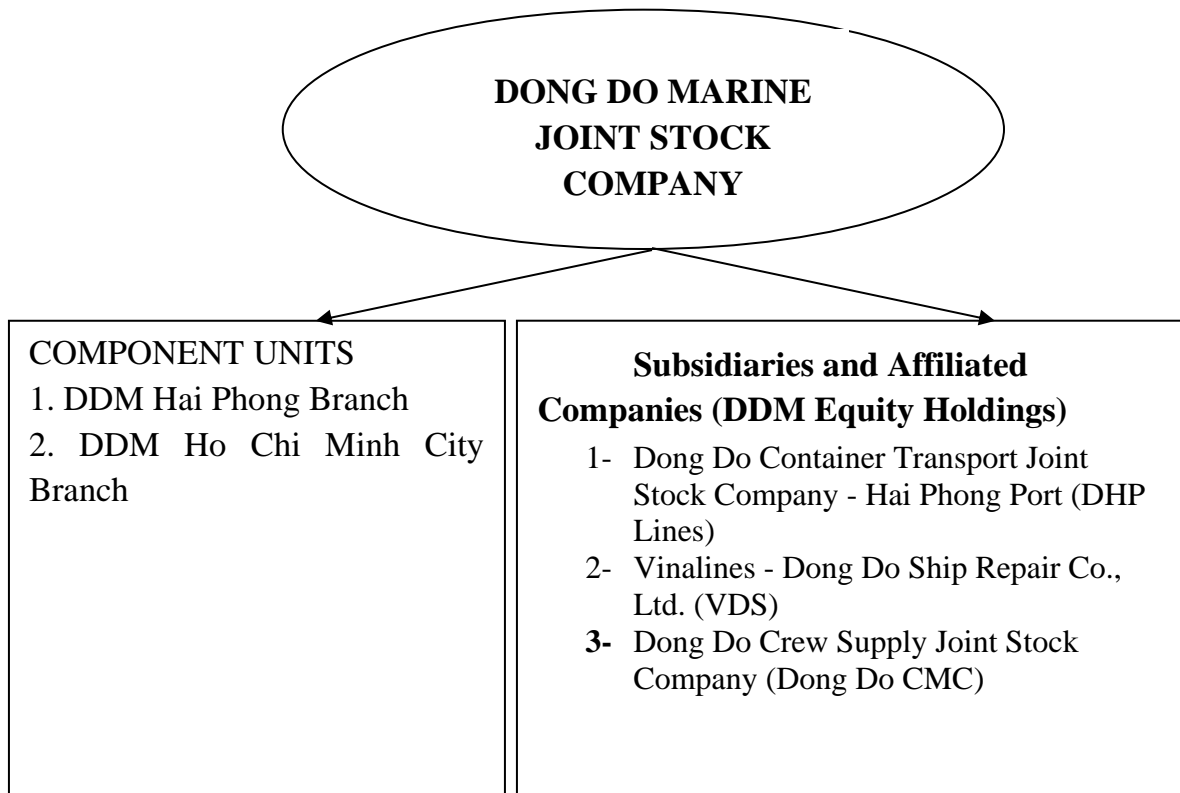 DONG DO MARINE
JOINT STOCK
COMPANY
COMPONENT UNITS
1. DDM Hai Phong Branch
2. DDM Ho Chi Minh City
Branch
Subsidiaries and Affiliated
Companies (DDM Equity Holdings)
1- Dong Do Container Transport Joint
Stock Company - Hai Phong Port (DHP
Lines)
2- Vinalines - Dong Do Ship Repair Co.,
Ltd. (VDS)
3- Dong Do Crew Supply Joint Stock
Company (Dong Do CMC)